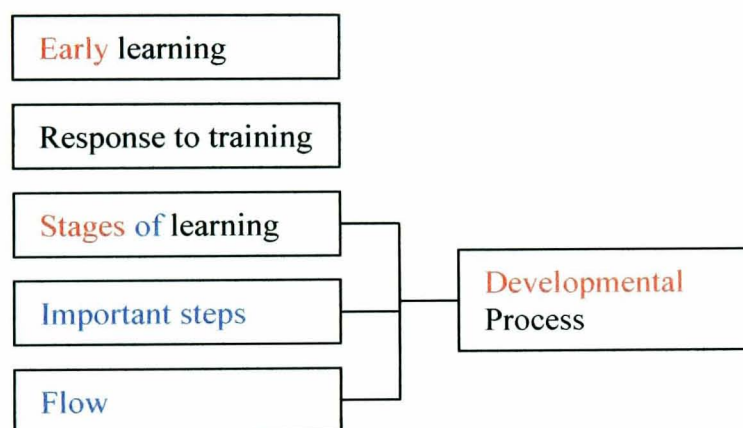 Early learning
Response to training
Stages of learning
Important steps
Flow
Developmental
Process